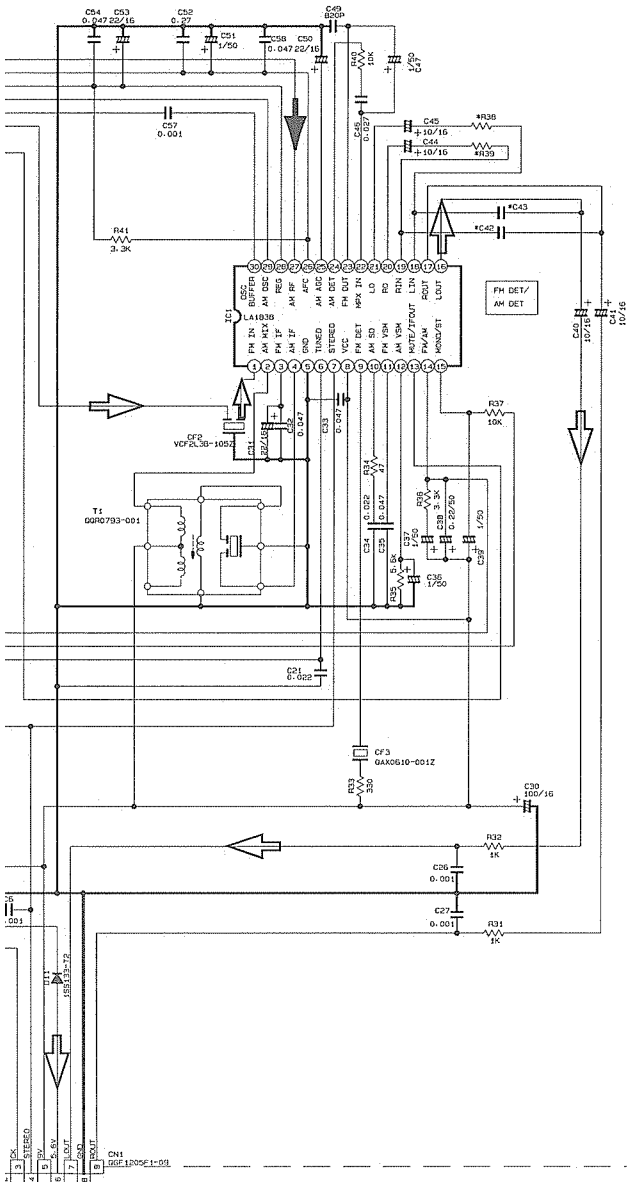 C54
0.047
C53
22/16
C52
0.27
C51
1/50
C58
0.047
C50
22/16
C49
820P
R40
10K
1/50
C47
C57
0.001
0.027
C45
10/16
*R38
C44
10/16
*R39
*C43
*C42
R41
3.3K
30 29 28 27 26 25 24 23 22 21 20 19 18 17 16
OSC BUFFER
AM OSC
REG
AM RF
AFC
AM AGC
AM DET
FM OUT
MPX IN
LO
RO
RIN
LIN
ROUT
LOUT
IC1
LA1838
FM IN
AM MIX
FM IF
AM IF
GND
TUNED
STEREO
VCC
FM DET
AM SD
FM VSM
AM VSM
MUTE/IFOUT
FM/AM
MONO/ST
1 2 3 4 5 6 7 8 9 10 11 12 13 14 15
FM DET/
AM DET
C40
10/16
C41
10/16
CF2
VCF2L3B-105Z
C31
22/16
C32
0.047
C33
0.047
R37
10K
R34
47
C34
0.022
C35
0.047
R36
3.3K
C37
1/50
C38
0.22/50
C39
1/50
R35
5.6K
C36
1/50
T1
QQR0793-001
C21
0.022
CF3
QAX0610-001Z
R33
330
C30
100/16
R32
1K
C26
0.001
C27
0.001
R31
1K
.001
D11
1SS133-T2
STEREO
9V
5.6V
LOUT
GND
ROUT
3
4
5
6
7
8
9
CN1
QGF1205F1-09